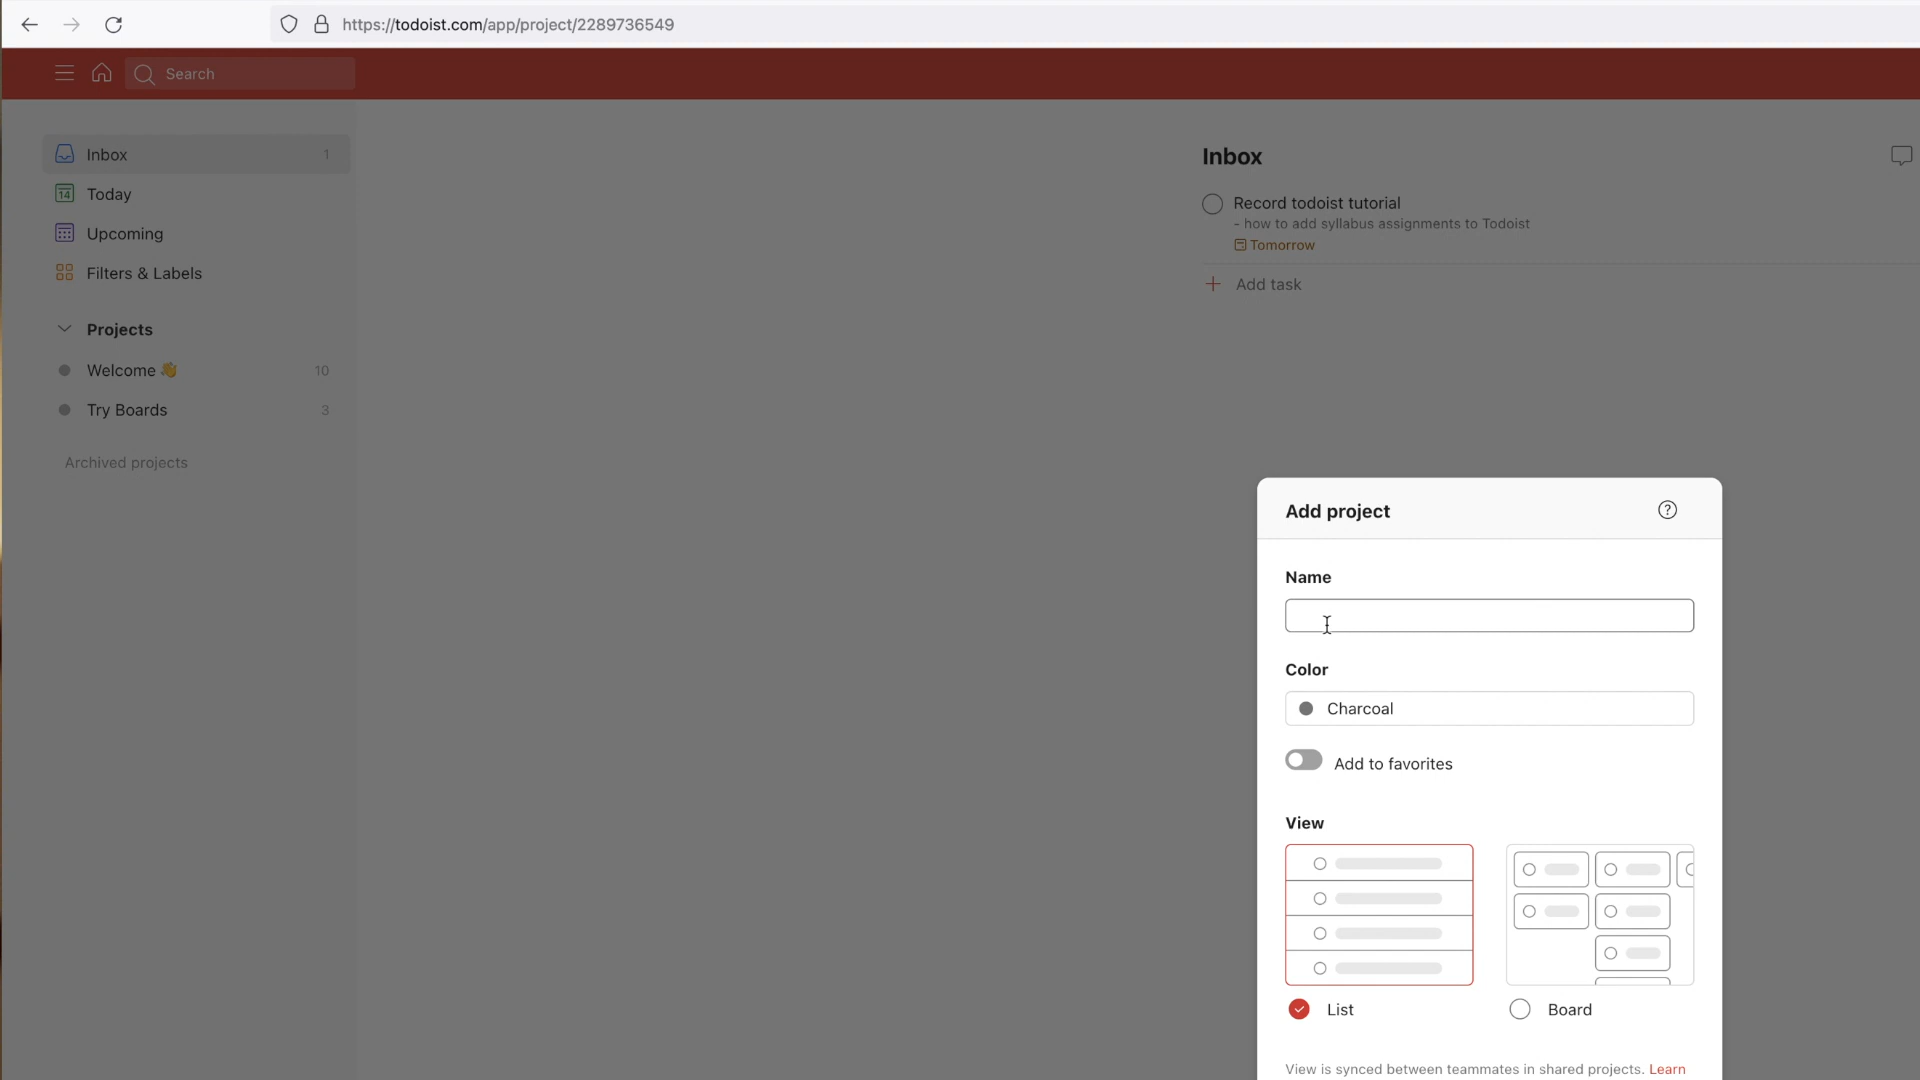 https://todoist.com/app/project/2289736549
Search
Inbox 1
14 Today
Upcoming
Filters & Labels
Projects
Welcome 👋 10
Try Boards 3
Archived projects
Inbox
Record todoist tutorial
- how to add syllabus assignments to Todoist
Tomorrow
+ Add task
Add project ?
Name
Color
Charcoal
Add to favorites
View
List
Board
View is synced between teammates in shared projects. Learn